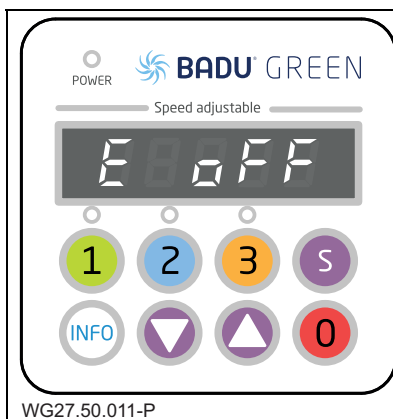 POWER
BADU® GREEN
Speed adjustable
E oFF
1 2 3 S
INFO 0
WG27.50.011-P